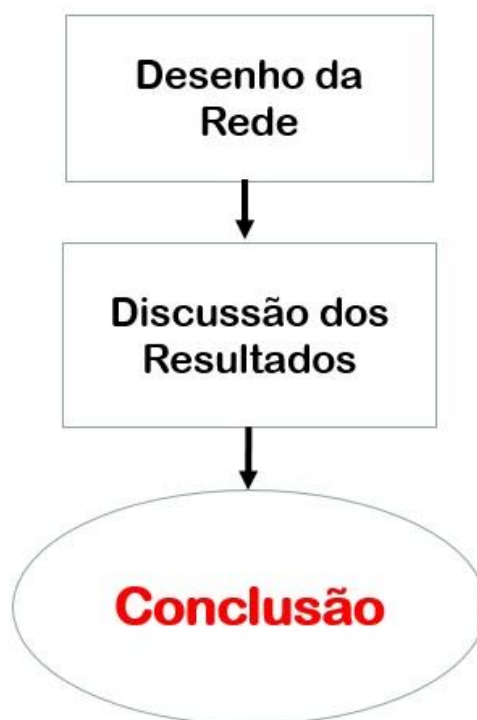 Desenho da
Rede
Discussão dos
Resultados
Conclusão